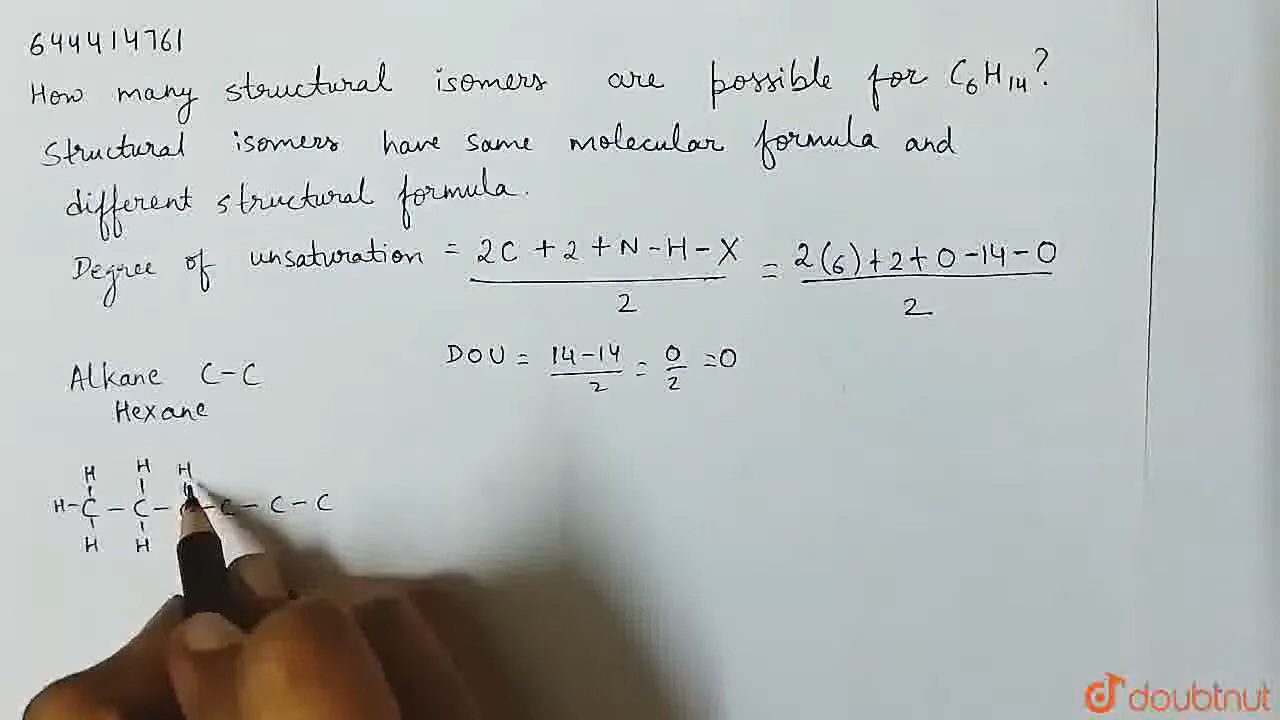 644414761
How many structural isomers are possible for C6H14?
Structural isomers have same molecular formula and
different structural formula.
Degree of unsaturation = 2C + 2 + N - H - X / 2 = 2(6) + 2 + 0 - 14 - 0 / 2
DOU = 14 - 14 / 2 = 0 / 2 = 0
Alkane C-C
Hexane
H H H
H-C-C- -C-C-C
H H
doubtnut